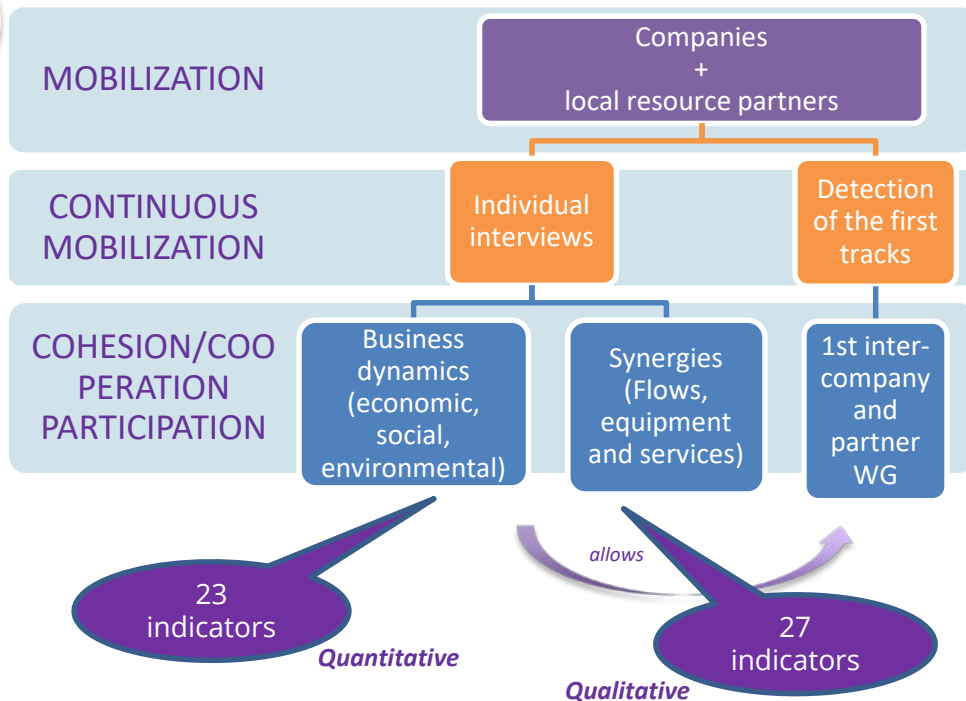 MOBILIZATION
Companies
+
local resource partners
CONTINUOUS
MOBILIZATION
Individual
interviews
Detection
of the first
tracks
COHESION/COO
PERATION
PARTICIPATION
Business
dynamics
(economic,
social,
environmental)
Synergies
(Flows,
equipment
and services)
1st inter-
company
and
partner
WG
allows
23
indicators
Quantitative
27
indicators
Qualitative